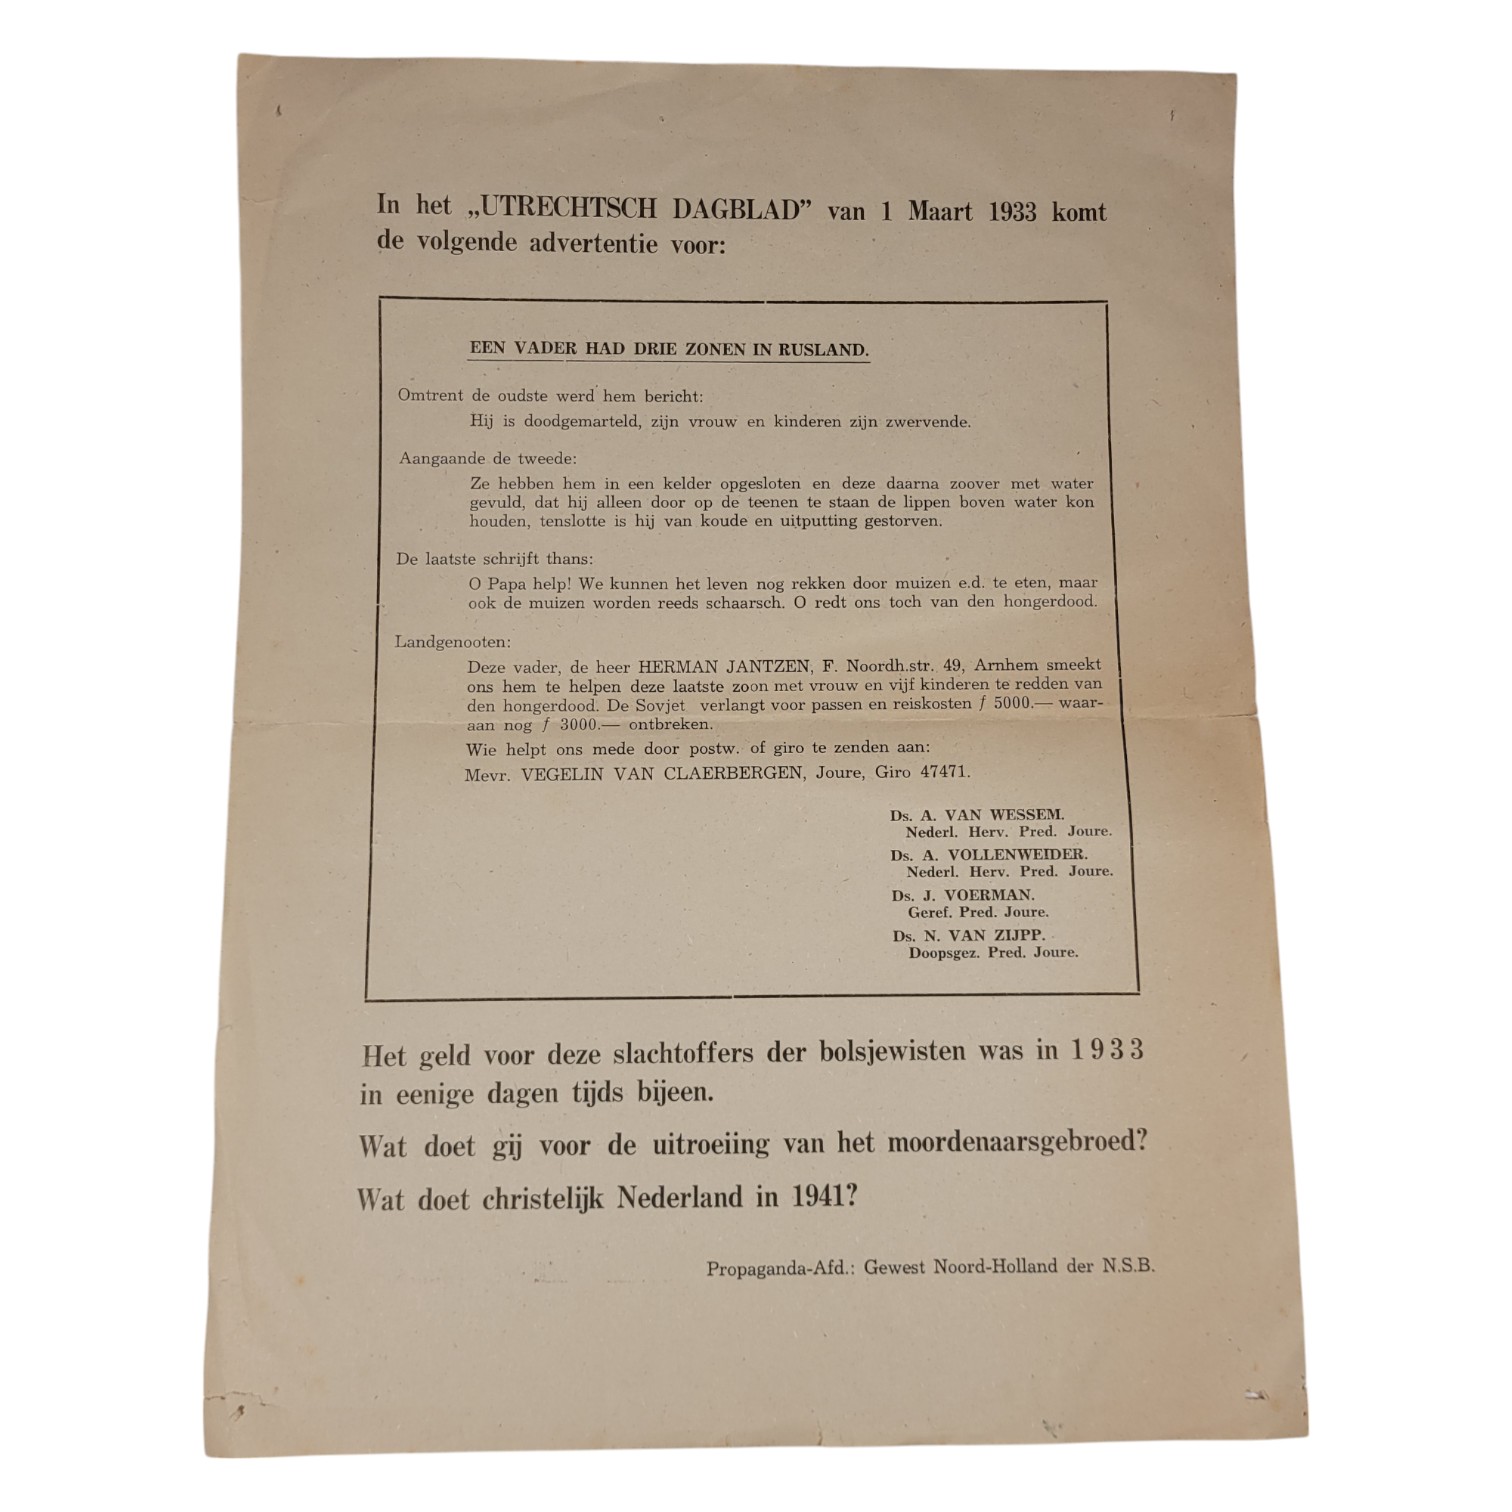 In het „UTRECHTSCH DAGBLAD” van 1 Maart 1933 komt
de volgende advertentie voor:
EEN VADER HAD DRIE ZONEN IN RUSLAND.
Omtrent de oudste werd hem bericht:
Hij is doodgemarteld, zijn vrouw en kinderen zijn zwervende.
Aangaande de tweede:
Ze hebben hem in een kelder opgesloten en deze daarna zoover met water
gevuld, dat hij alleen door op de teenen te staan de lippen boven water kon
houden, tenslotte is hij van koude en uitputting gestorven.
De laatste schrijft thans:
O Papa help! We kunnen het leven nog rekken door muizen e.d. te eten, maar
ook de muizen worden reeds schaarsch. O redt ons toch van den hongerdood.
Landgenooten:
Deze vader, de heer HERMAN JANTZEN, F. Noordh.str. 49, Arnhem smeekt
ons hem te helpen deze laatste zoon met vrouw en vijf kinderen te redden van
den hongerdood. De Sovjet verlangt voor passen en reiskosten ƒ 5000.— waar-
aan nog ƒ 3000.— ontbreken.
Wie helpt ons mede door postw. of giro te zenden aan:
Mevr. VEGELIN VAN CLAERBERGEN, Joure, Giro 47471.
Ds. A. VAN WESSEM.
Nederl. Herv. Pred. Joure.
Ds. A. VOLLENWEIDER.
Nederl. Herv. Pred. Joure.
Ds. J. VOERMAN.
Geref. Pred. Joure.
Ds. N. VAN ZIJPP.
Doopsgez. Pred. Joure.
Het geld voor deze slachtoffers der bolsjewisten was in 1933
in eenige dagen tijds bijeen.
Wat doet gij voor de uitroeiing van het moordenaarsgebroed?
Wat doet christelijk Nederland in 1941?
Propaganda-Afd.: Gewest Noord-Holland der N.S.B.